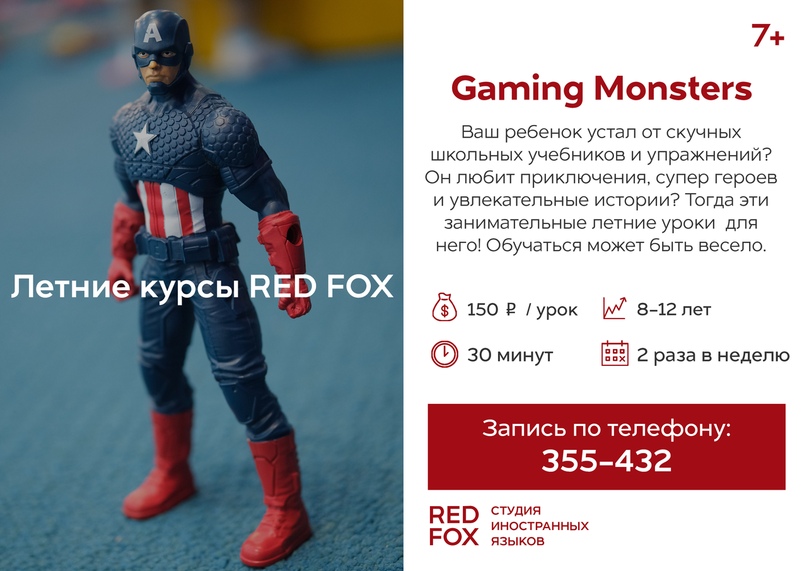 A
Летние курсы RED FOX
7+
Gaming Monsters
Ваш ребенок устал от скучных
школьных учебников и упражнений?
Он любит приключения, супер героев
и увлекательные истории? Тогда эти
занимательные летние уроки для
него! Обучаться может быть весело.
$ 150 ₽ / урок
8–12 лет
30 минут
2 раза в неделю
Запись по телефону:
355–432
RED
FOX
СТУДИЯ
ИНОСТРАННЫХ
ЯЗЫКОВ